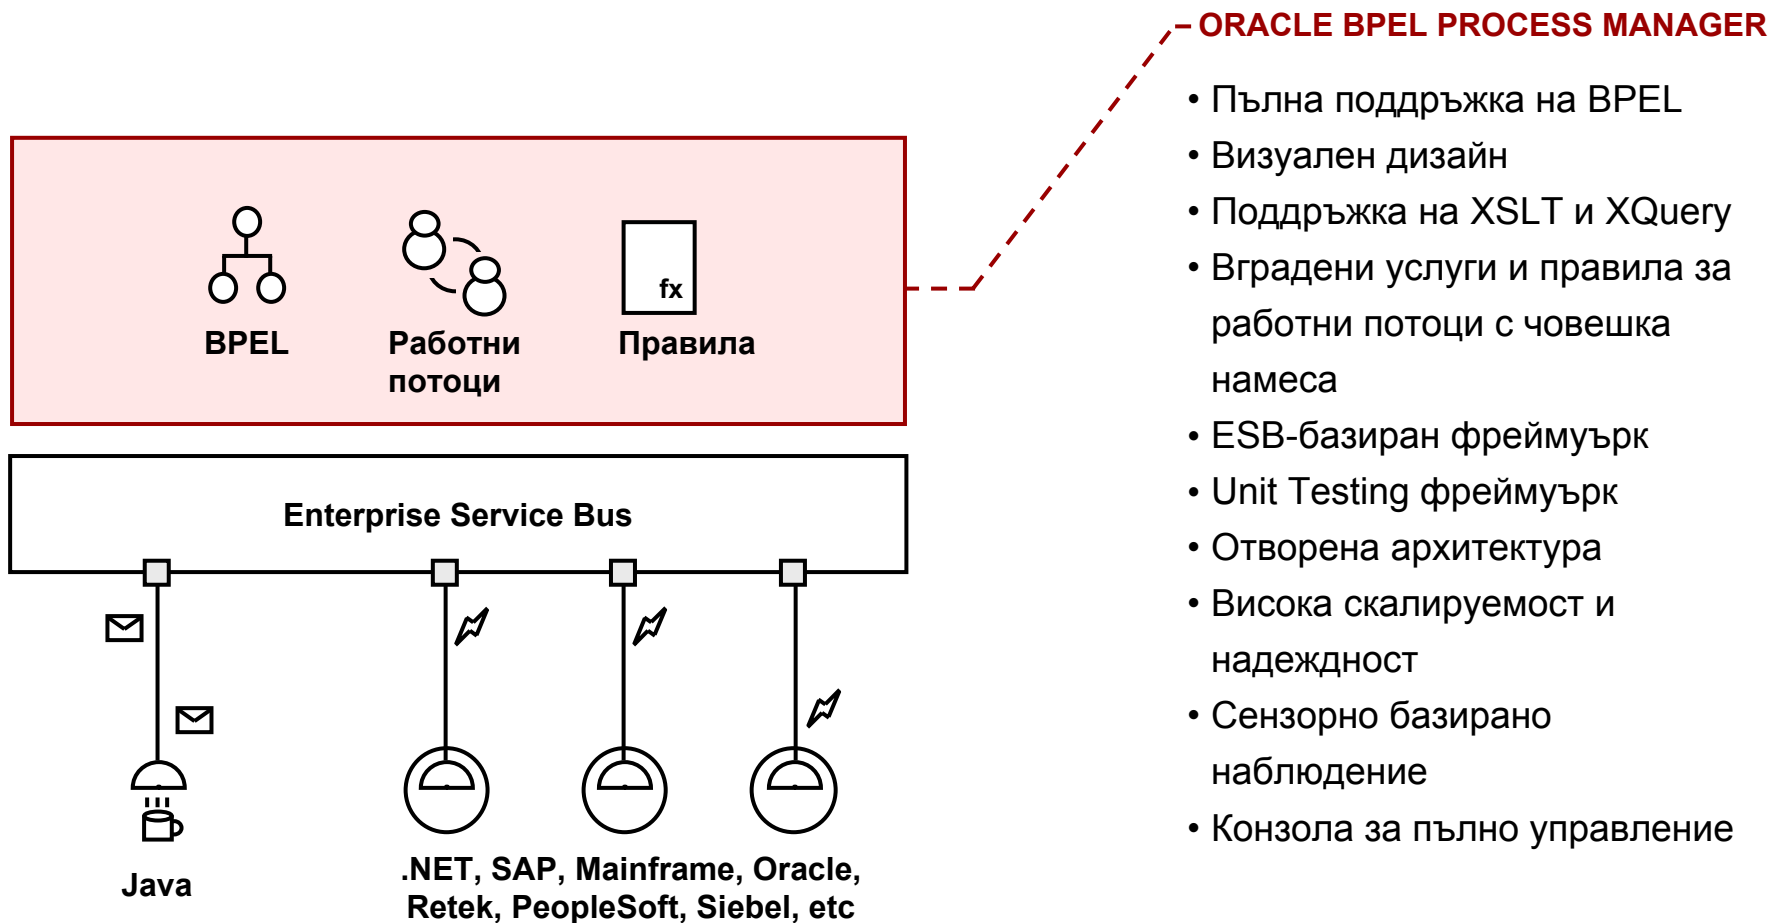 ORACLE BPEL PROCESS MANAGER
• Пълна поддръжка на BPEL
• Визуален дизайн
• Поддръжка на XSLT и XQuery
• Вградени услуги и правила за
работни потоци с човешка
намеса
• ESB-базиран фреймуърк
• Unit Testing фреймуърк
• Отворена архитектура
• Висока скалируемост и
надеждност
• Сензорно базирано
наблюдение
• Конзола за пълно управление
fx
BPEL
Работни
потоци
Правила
Enterprise Service Bus
Java
.NET, SAP, Mainframe, Oracle,
Retek, PeopleSoft, Siebel, etc